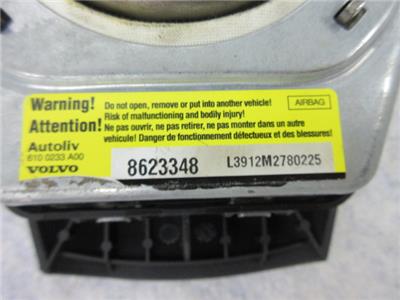 Warning! Do not open, remove or put into another vehicle! AIRBAG
Risk of malfunctioning and bodily injury!
Attention! Ne pas ouvrir, ne pas retirer, ne pas monter dans un autre
véhicule! Danger de fonctionnement défectueux et des blessures!
Autoliv
610 0233 A00
VOLVO 8623348 L3912M2780225